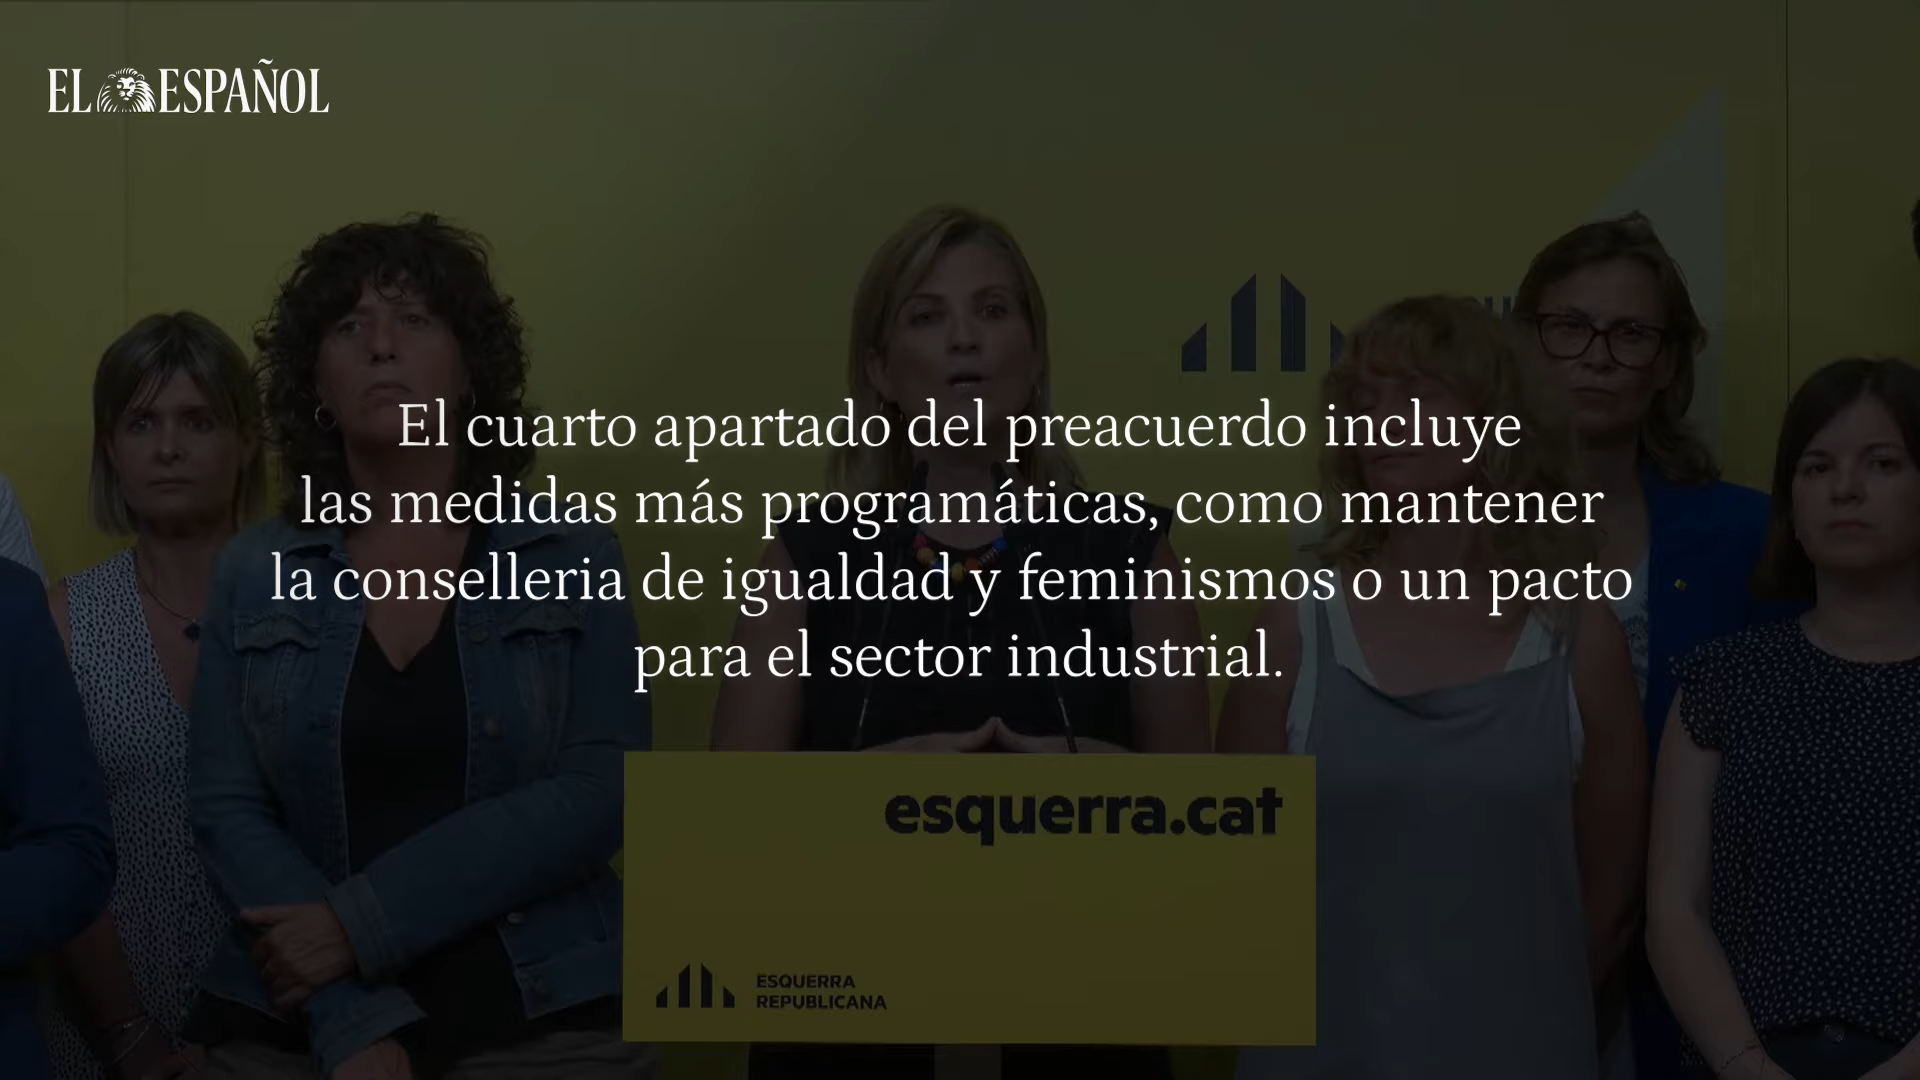 EL ESPAÑOL
El cuarto apartado del preacuerdo incluye
las medidas más programáticas, como mantener
la conselleria de igualdad y feminismos o un pacto
para el sector industrial.
esquerra.cat
ESQUERRA
REPUBLICANA